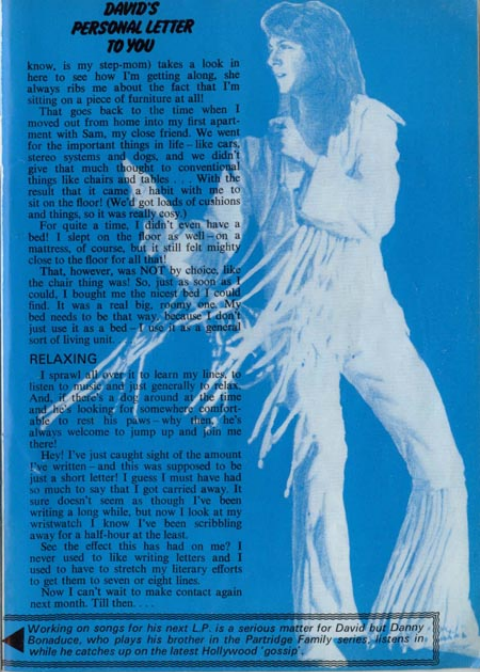 DAVID'S
PERSONAL LETTER
TO YOU
know, is my step-mom) takes a look in
here to see how I'm getting along, she
always ribs me about the fact that I'm
sitting on a piece of furniture at all!
That goes back to the time when I
moved out from home into my first apart-
ment with Sam, my close friend. We went
for the important things in life – like cars,
stereo systems and dogs, and we didn't
give that much thought to conventional
things like chairs and tables . . . With the
result that it came a habit with me to
sit on the floor! (We'd got loads of cushions
and things, so it was really cosy.)
For quite a time, I didn't even have a
bed! I slept on the floor as well – on a
mattress, of course, but it still felt mighty
close to the floor for all that!
That, however, was NOT by choice, like
the chair thing was! So, just as soon as I
could, I bought me the nicest bed I could
find. It was a real big, roomy one. My
bed needs to be that way, because I don't
just use it as a bed – I use it as a general
sort of living unit.
RELAXING
I sprawl all over it to learn my lines, to
listen to music and just generally to relax.
And, if there's a dog around at the time
and he's looking for somewhere comfort-
able to rest his paws – why then, he's
always welcome to jump up and join me
there!
Hey! I've just caught sight of the amount
I've written – and this was supposed to be
just a short letter! I guess I must have had
so much to say that I got carried away. It
sure doesn't seem as though I've been
writing a long while, but now I look at my
wristwatch I know I've been scribbling
away for a half-hour at the least.
See the effect this has had on me? I
never used to like writing letters and I
used to have to stretch my literary efforts
to get them to seven or eight lines.
Now I can't wait to make contact again
next month. Till then. . . .
Working on songs for his next L.P. is a serious matter for David but Danny
Bonaduce, who plays his brother in the Partridge Family series, listens in
while he catches up on the latest Hollywood 'gossip'.